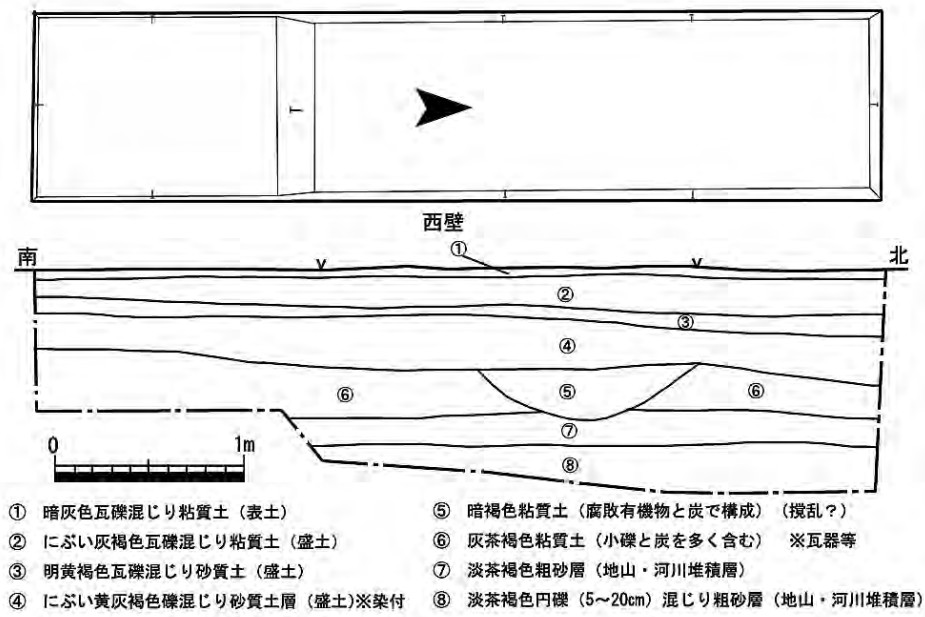 西壁
南
北
①
②
③
④
⑤
⑥
⑥
⑦
⑧
0 1m
① 暗灰色瓦礫混じり粘質土（表土）
② にぶい灰褐色瓦礫混じり粘質土（盛土）
③ 明黄褐色瓦礫混じり砂質土（盛土）
④ にぶい黄灰褐色礫混じり砂質土層（盛土）※染付
⑤ 暗褐色粘質土（腐敗有機物と炭で構成）（撹乱？）
⑥ 灰茶褐色粘質土（小礫と炭を多く含む） ※瓦器等
⑦ 淡茶褐色粗砂層（地山・河川堆積層）
⑧ 淡茶褐色円礫（5～20cm）混じり粗砂層（地山・河川堆積層）